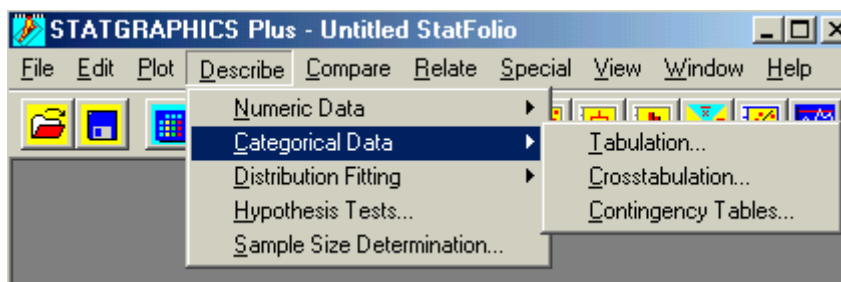 STATGRAPHICS Plus - Untitled StatFolio
File Edit Plot Describe Compare Relate Special View Window Help
Numeric Data
Categorical Data
Distribution Fitting
Hypothesis Tests...
Sample Size Determination...
Tabulation...
Crosstabulation...
Contingency Tables...